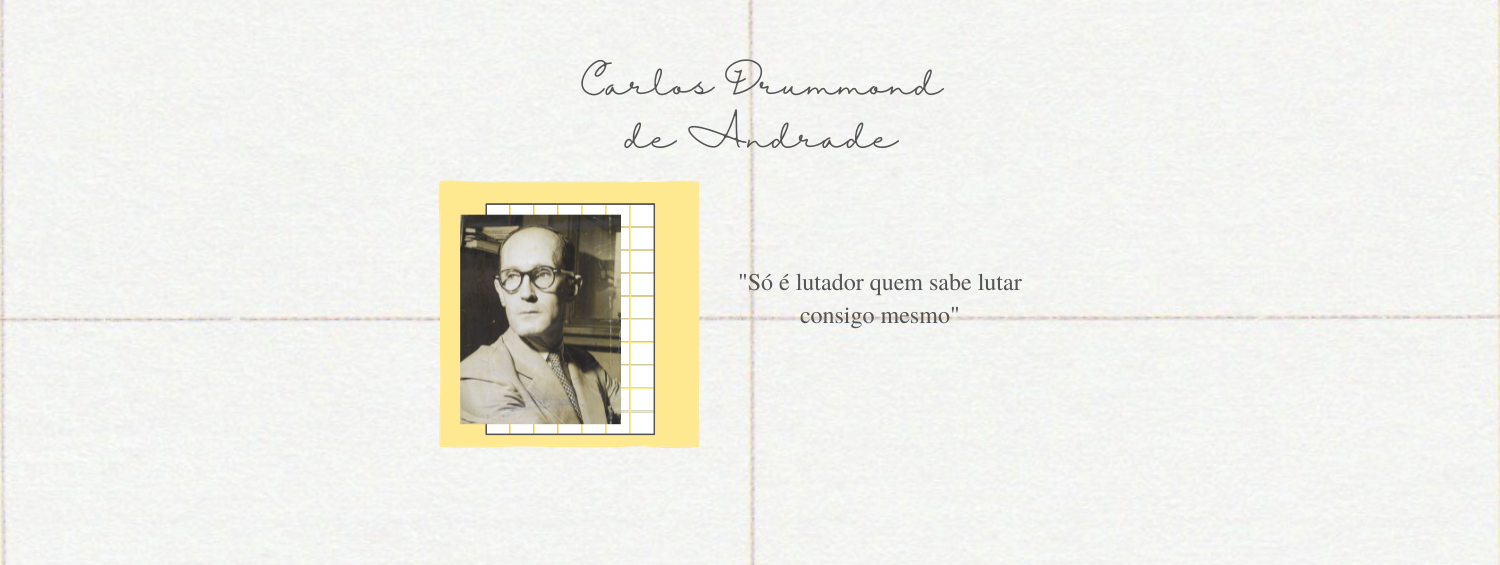 Carlos Drummond
de Andrade
"Só é lutador quem sabe lutar
consigo mesmo"